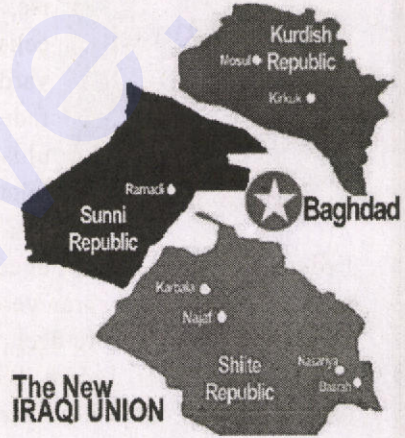 Kurdish
Republic
Mosul
Kirkuk
Ramadi
Sunni
Republic
Baghdad
Karbala
Najaf
Shiite
Republic
Nasariya
Basrah
The New
IRAQI UNION